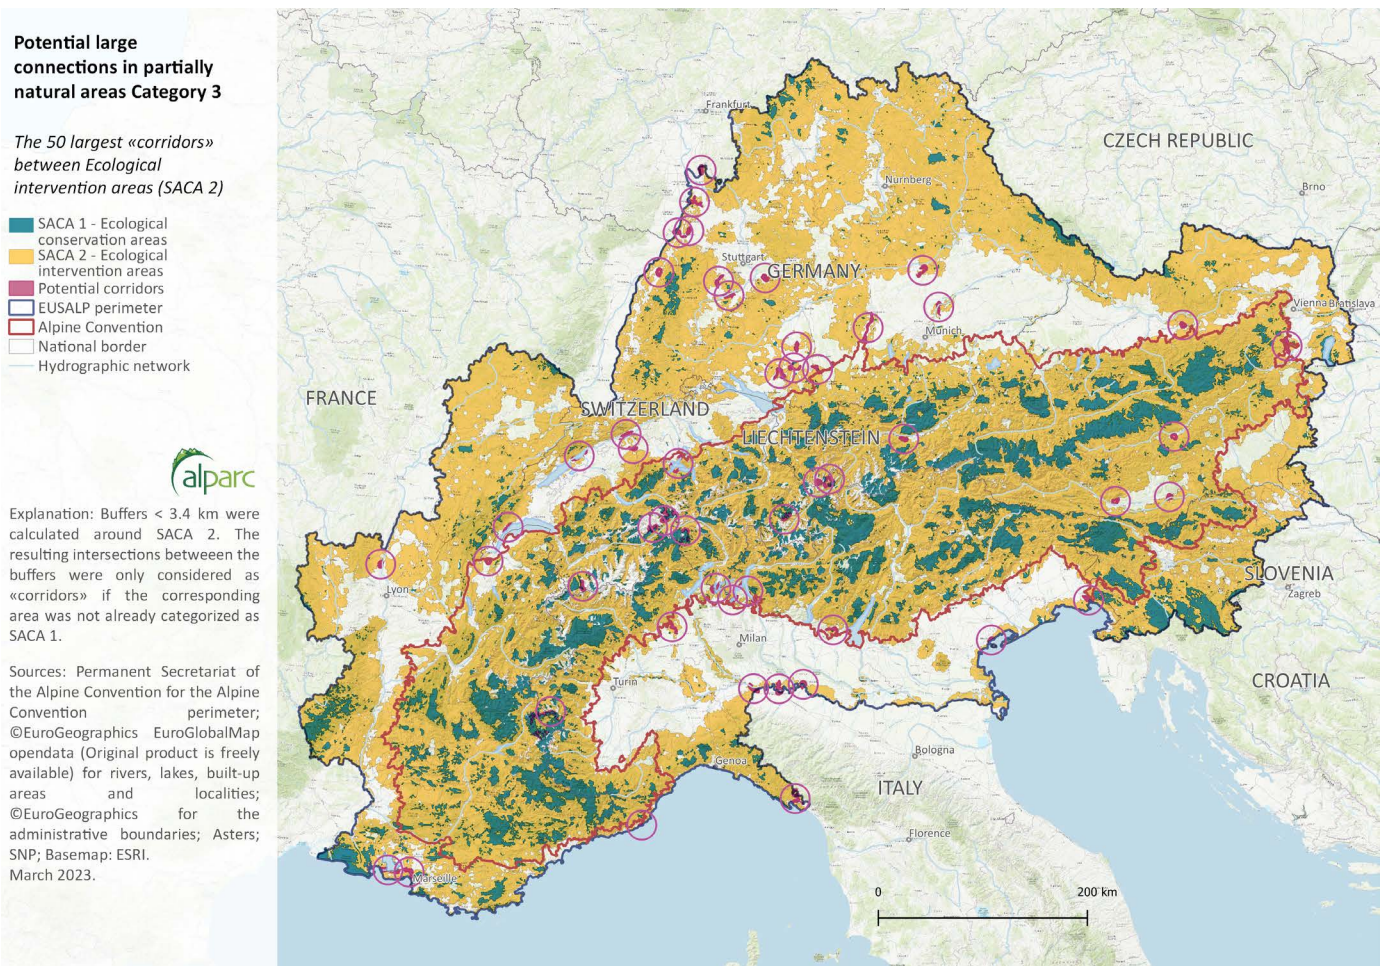 Potential large
connections in partially
natural areas Category 3
The 50 largest «corridors»
between Ecological
intervention areas (SACA 2)
SACA 1 - Ecological
conservation areas
SACA 2 - Ecological
intervention areas
Potential corridors
EUSALP perimeter
Alpine Convention
National border
Hydrographic network
alparc
Explanation: Buffers < 3.4 km were
calculated around SACA 2. The
resulting intersections betweeen the
buffers were only considered as
«corridors» if the corresponding
area was not already categorized as
SACA 1.
Sources: Permanent Secretariat of
the Alpine Convention for the Alpine
Convention perimeter;
©EuroGeographics EuroGlobalMap
opendata (Original product is freely
available) for rivers, lakes, built-up
areas and localities;
©EuroGeographics for the
administrative boundaries; Asters;
SNP; Basemap: ESRI.
March 2023.
Frankfurt
CZECH REPUBLIC
Nurnberg
Brno
Stuttgart
GERMANY
Vienna
Bratislava
Munich
FRANCE
SWITZERLAND
LIECHTENSTEIN
SLOVENIA
Lyon
Zagreb
Milan
Turin
CROATIA
Bologna
Genoa
ITALY
Florence
Marseille
0
200 km